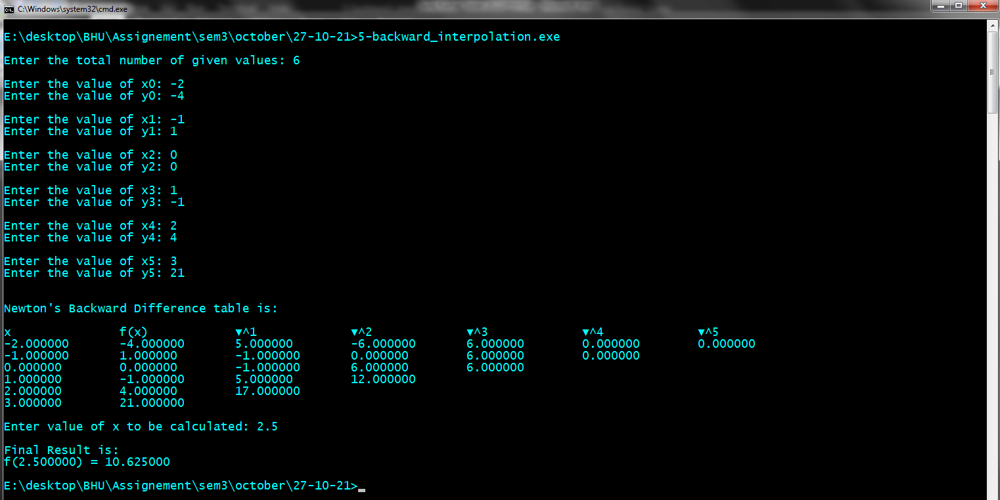 C:\Windows\system32\cmd.exe
E:\desktop\BHU\Assignement\sem3\october\27-10-21>5-backward_interpolation.exe
Enter the total number of given values: 6
Enter the value of x0: -2
Enter the value of y0: -4
Enter the value of x1: -1
Enter the value of y1: 1
Enter the value of x2: 0
Enter the value of y2: 0
Enter the value of x3: 1
Enter the value of y3: -1
Enter the value of x4: 2
Enter the value of y4: 4
Enter the value of x5: 3
Enter the value of y5: 21
Newton's Backward Difference table is:
x f(x) ▼^1 ▼^2 ▼^3 ▼^4 ▼^5
-2.000000 -4.000000 5.000000 -6.000000 6.000000 0.000000 0.000000
-1.000000 1.000000 -1.000000 0.000000 6.000000 0.000000
0.000000 0.000000 -1.000000 6.000000 6.000000
1.000000 -1.000000 5.000000 12.000000
2.000000 4.000000 17.000000
3.000000 21.000000
Enter value of x to be calculated: 2.5
Final Result is:
f(2.500000) = 10.625000
E:\desktop\BHU\Assignement\sem3\october\27-10-21>